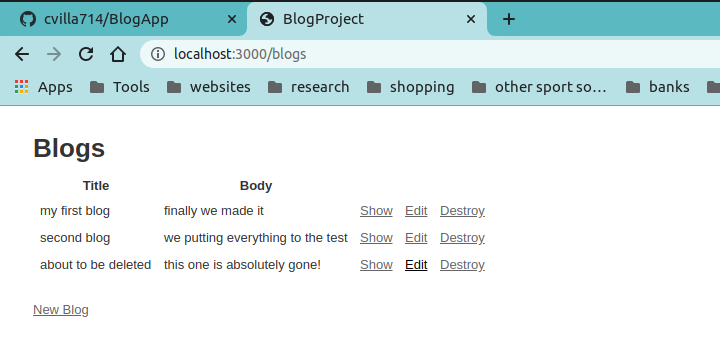 cvilla714/BlogApp BlogProject
localhost:3000/blogs
Apps Tools websites research shopping other sport so... banks
Blogs
Title Body
my first blog finally we made it Show Edit Destroy
second blog we putting everything to the test Show Edit Destroy
about to be deleted this one is absolutely gone! Show Edit Destroy
New Blog